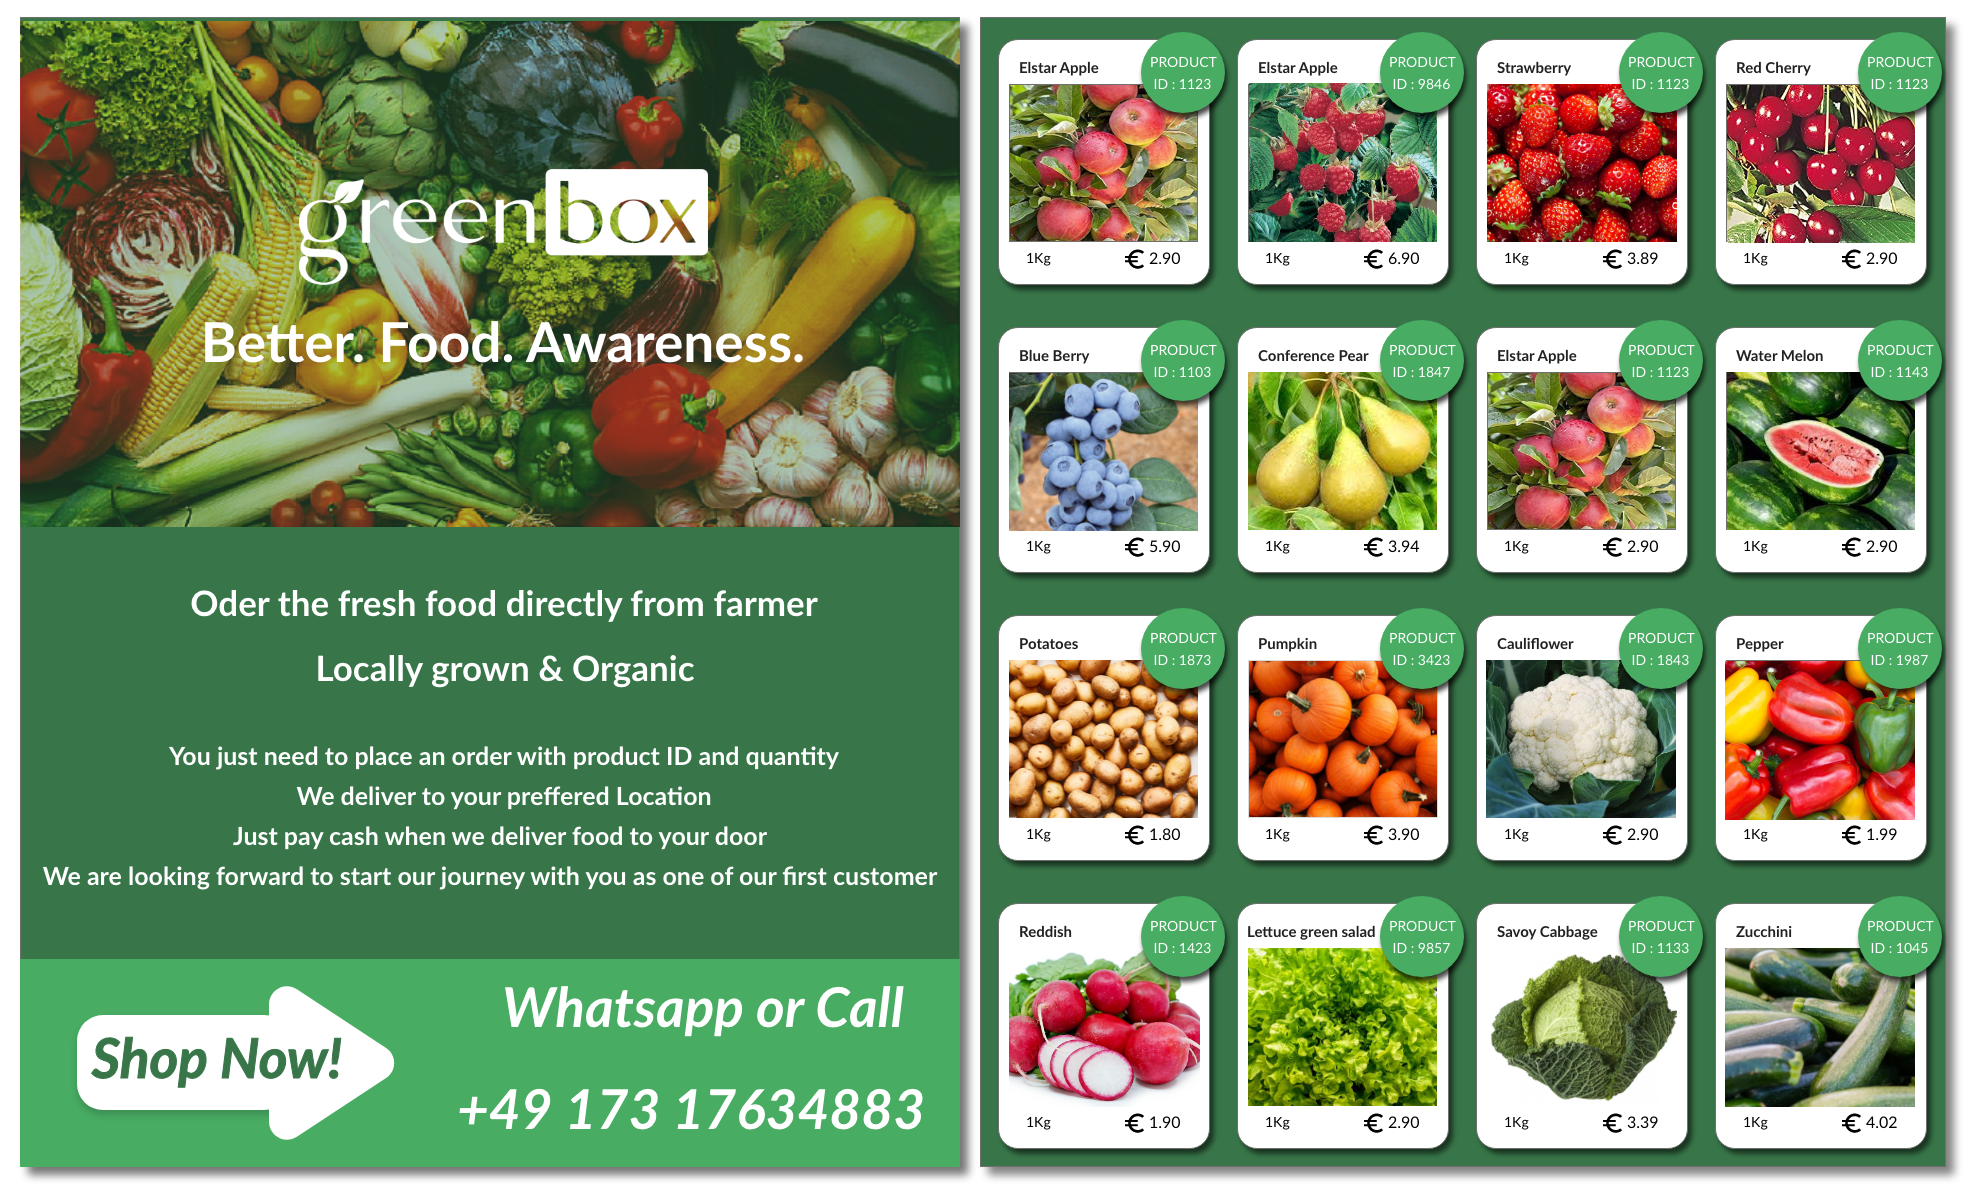 greenbox
Better. Food. Awareness.
Oder the fresh food directly from farmer
Locally grown & Organic
You just need to place an order with product ID and quantity
We deliver to your preffered Location
Just pay cash when we deliver food to your door
We are looking forward to start our journey with you as one of our first customer
Shop Now!
Whatsapp or Call
+49 173 17634883
Elstar Apple
PRODUCT
ID : 1123
1Kg
€ 2.90
Elstar Apple
PRODUCT
ID : 9846
1Kg
€ 6.90
Strawberry
PRODUCT
ID : 1123
1Kg
€ 3.89
Red Cherry
PRODUCT
ID : 1123
1Kg
€ 2.90
Blue Berry
PRODUCT
ID : 1103
1Kg
€ 5.90
Conference Pear
PRODUCT
ID : 1847
1Kg
€ 3.94
Elstar Apple
PRODUCT
ID : 1123
1Kg
€ 2.90
Water Melon
PRODUCT
ID : 1143
1Kg
€ 2.90
Potatoes
PRODUCT
ID : 1873
1Kg
€ 1.80
Pumpkin
PRODUCT
ID : 3423
1Kg
€ 3.90
Cauliflower
PRODUCT
ID : 1843
1Kg
€ 2.90
Pepper
PRODUCT
ID : 1987
1Kg
€ 1.99
Reddish
PRODUCT
ID : 1423
1Kg
€ 1.90
Lettuce green salad
PRODUCT
ID : 9857
1Kg
€ 2.90
Savoy Cabbage
PRODUCT
ID : 1133
1Kg
€ 3.39
Zucchini
PRODUCT
ID : 1045
1Kg
€ 4.02